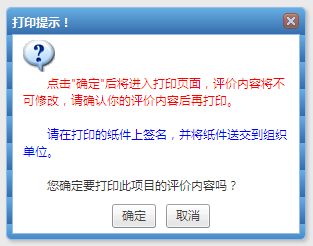 打印提示！
点击"确定"后将进入打印页面，评价内容将不
可修改，请确认你的评价内容后再打印。
请在打印的纸件上签名，并将纸件送交到组织
单位。
您确定要打印此项目的评价内容吗？
确定 取消